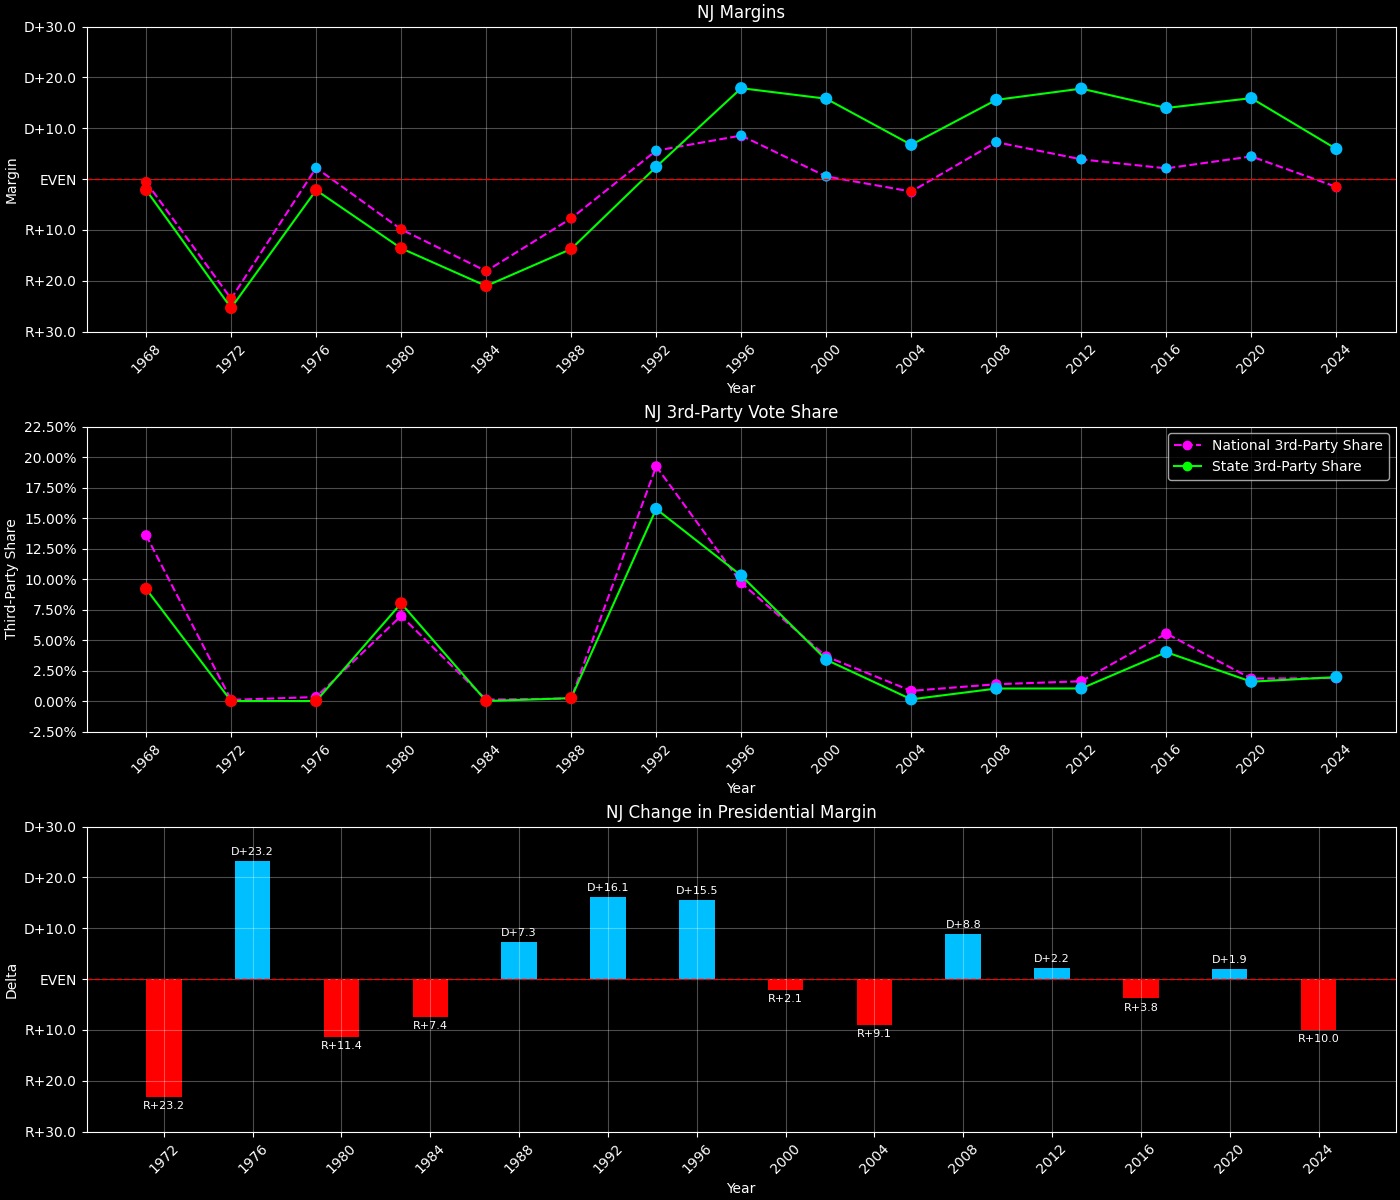 NJ Margins
D+30.0
D+20.0
D+10.0
EVEN
R+10.0
R+20.0
R+30.0
Margin
1968 1972 1976 1980 1984 1988 1992 1996 2000 2004 2008 2012 2016 2020 2024
Year
NJ 3rd-Party Vote Share
22.50%
20.00%
17.50%
15.00%
12.50%
10.00%
7.50%
5.00%
2.50%
0.00%
-2.50%
Third-Party Share
National 3rd-Party Share
State 3rd-Party Share
1968 1972 1976 1980 1984 1988 1992 1996 2000 2004 2008 2012 2016 2020 2024
Year
NJ Change in Presidential Margin
D+30.0
D+20.0
D+10.0
EVEN
R+10.0
R+20.0
R+30.0
Delta
R+23.2
D+23.2
R+11.4
R+7.4
D+7.3
D+16.1
D+15.5
R+2.1
R+9.1
D+8.8
D+2.2
R+3.8
D+1.9
R+10.0
1972 1976 1980 1984 1988 1992 1996 2000 2004 2008 2012 2016 2020 2024
Year